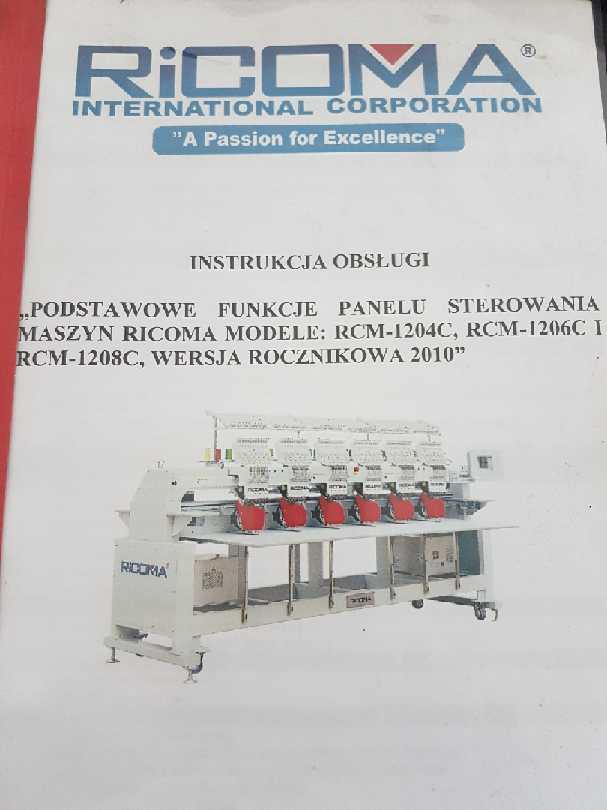 RiCOMA®
INTERNATIONAL CORPORATION
"A Passion for Excellence"
INSTRUKCJA OBSŁUGI
„PODSTAWOWE FUNKCJE PANELU STEROWANIA
MASZYN RICOMA MODELE: RCM-1204C, RCM-1206C I
RCM-1208C, WERSJA ROCZNIKOWA 2010"
RiCOMA
RiCOMA